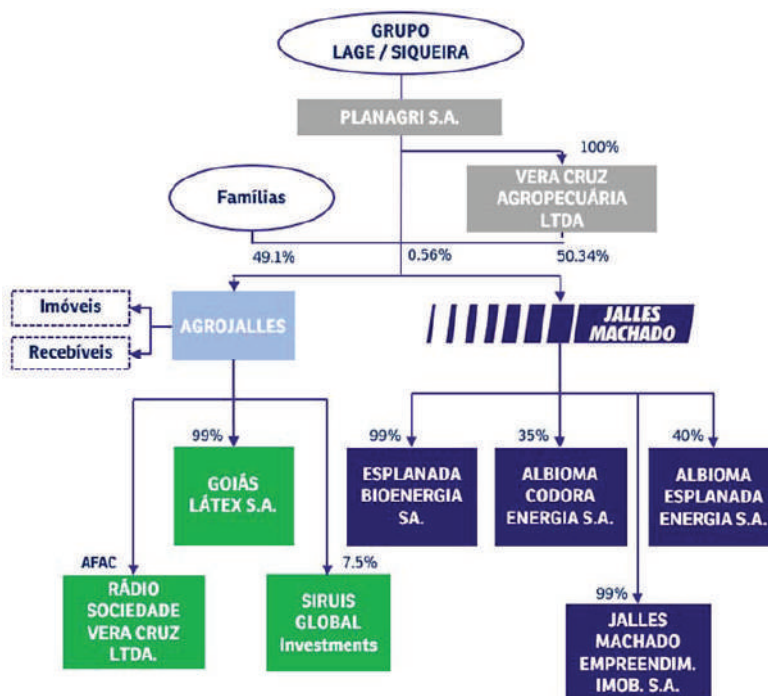 GRUPO
LAGE / SIQUEIRA
PLANAGRI S.A.
100%
VERA CRUZ
AGROPECUÁRIA
LTDA
Famílias
49.1%
0.56%
50.34%
Imóveis
Recebíveis
AGROJALLES
JALLES
MACHADO
99%
GOIÁS
LÁTEX S.A.
99%
ESPLANADA
BIOENERGIA
SA.
35%
ALBIOMA
CODORA
ENERGIA S.A.
40%
ALBIOMA
ESPLANADA
ENERGIA S.A.
AFAC
RÁDIO
SOCIEDADE
VERA CRUZ
LTDA.
7.5%
SIRUIS
GLOBAL
Investments
99%
JALLES
MACHADO
EMPREENDIM.
IMOB. S.A.